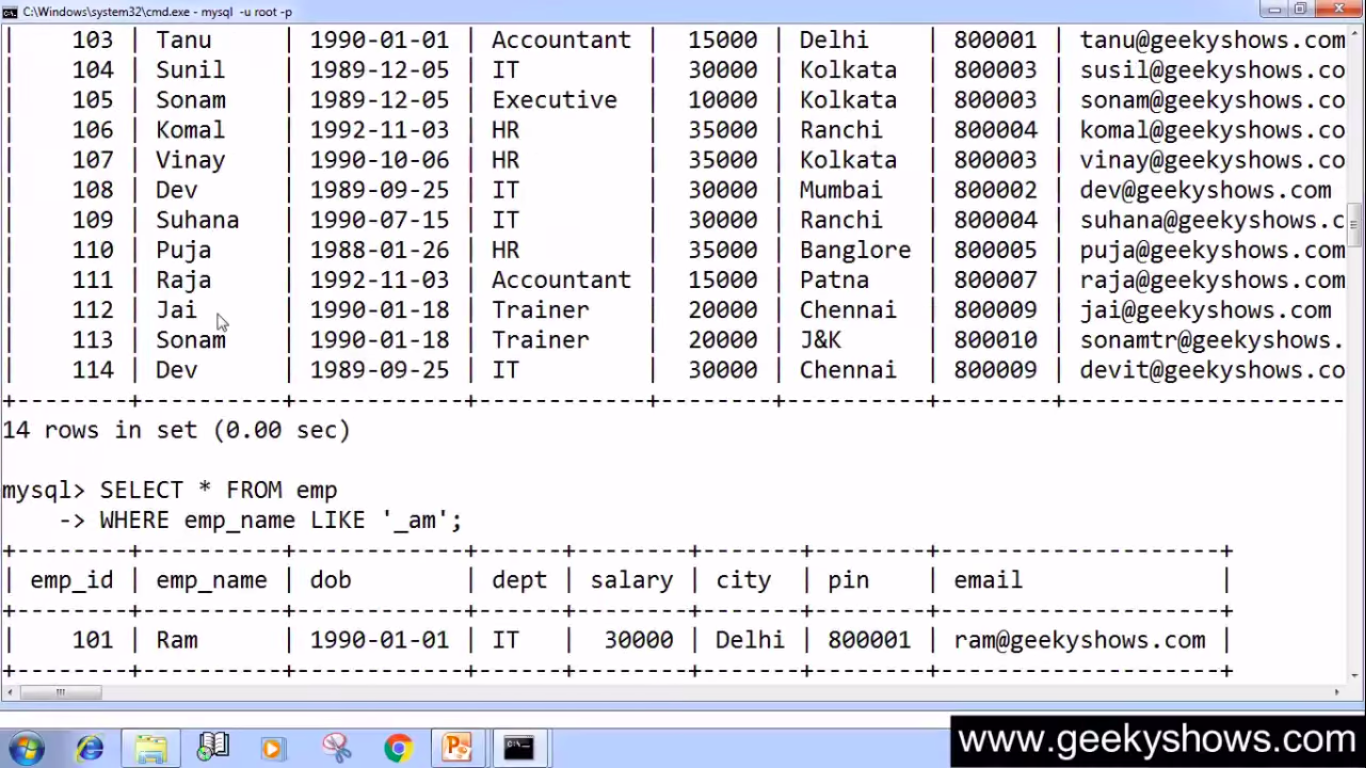 C:\Windows\system32\cmd.exe - mysql -u root -p
| 103 | Tanu | 1990-01-01 | Accountant | 15000 | Delhi | 800001 | tanu@geekyshows.com
| 104 | Sunil | 1989-12-05 | IT | 30000 | Kolkata | 800003 | susil@geekyshows.co
| 105 | Sonam | 1989-12-05 | Executive | 10000 | Kolkata | 800003 | sonam@geekyshows.co
| 106 | Komal | 1992-11-03 | HR | 35000 | Ranchi | 800004 | komal@geekyshows.co
| 107 | Vinay | 1990-10-06 | HR | 35000 | Kolkata | 800003 | vinay@geekyshows.co
| 108 | Dev | 1989-09-25 | IT | 30000 | Mumbai | 800002 | dev@geekyshows.com
| 109 | Suhana | 1990-07-15 | IT | 30000 | Ranchi | 800004 | suhana@geekyshows.c
| 110 | Puja | 1988-01-26 | HR | 35000 | Banglore | 800005 | puja@geekyshows.com
| 111 | Raja | 1992-11-03 | Accountant | 15000 | Patna | 800007 | raja@geekyshows.com
| 112 | Jai | 1990-01-18 | Trainer | 20000 | Chennai | 800009 | jai@geekyshows.com
| 113 | Sonam | 1990-01-18 | Trainer | 20000 | J&K | 800010 | sonamtr@geekyshows.
| 114 | Dev | 1989-09-25 | IT | 30000 | Chennai | 800009 | devit@geekyshows.co
14 rows in set (0.00 sec)
mysql> SELECT * FROM emp
-> WHERE emp_name LIKE '_am';
| emp_id | emp_name | dob | dept | salary | city | pin | email |
| 101 | Ram | 1990-01-01 | IT | 30000 | Delhi | 800001 | ram@geekyshows.com |
www.geekyshows.com